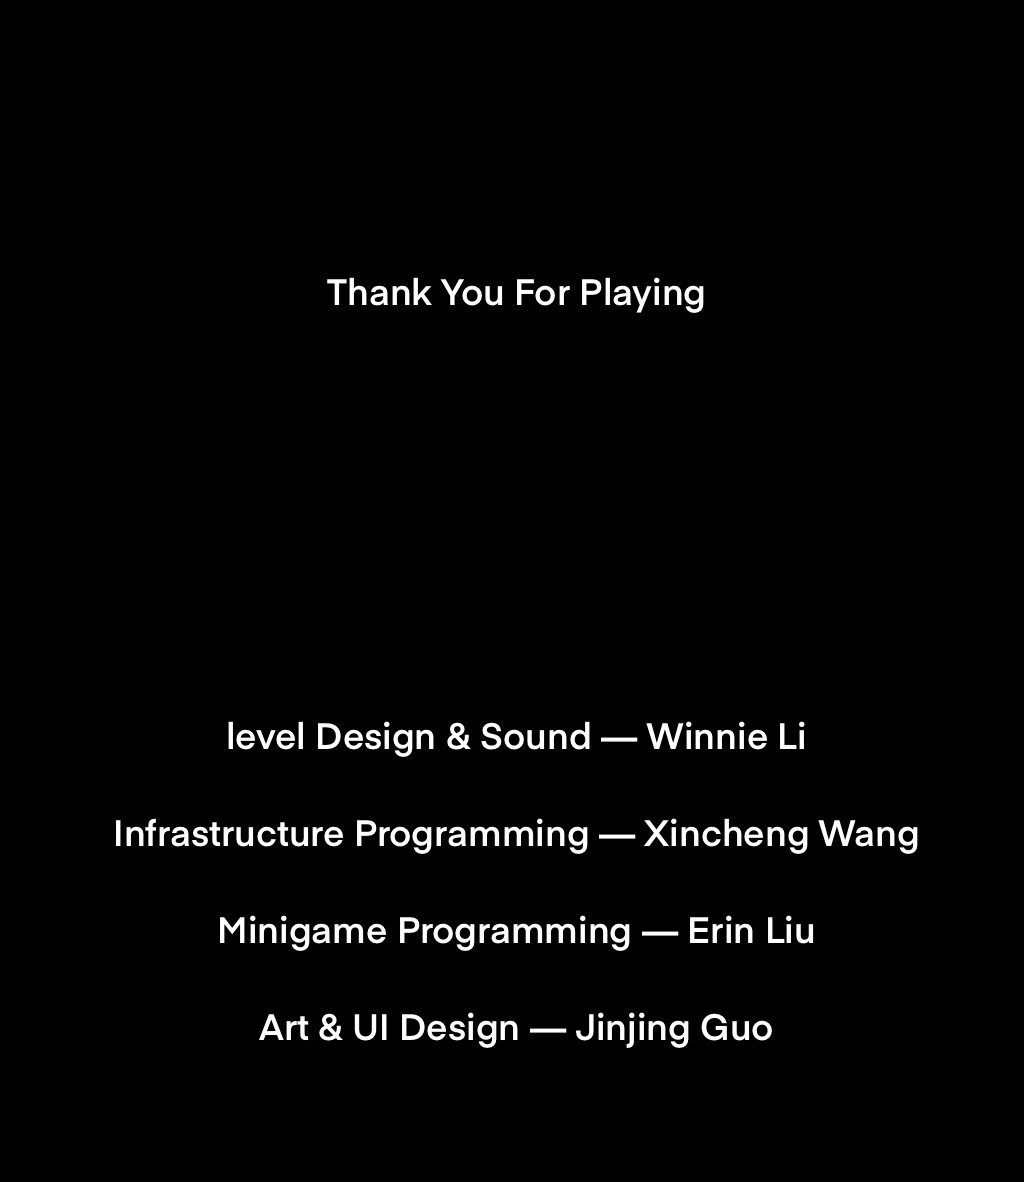 Thank You For Playing
level Design & Sound — Winnie Li
Infrastructure Programming — Xincheng Wang
Minigame Programming — Erin Liu
Art & UI Design — Jinjing Guo